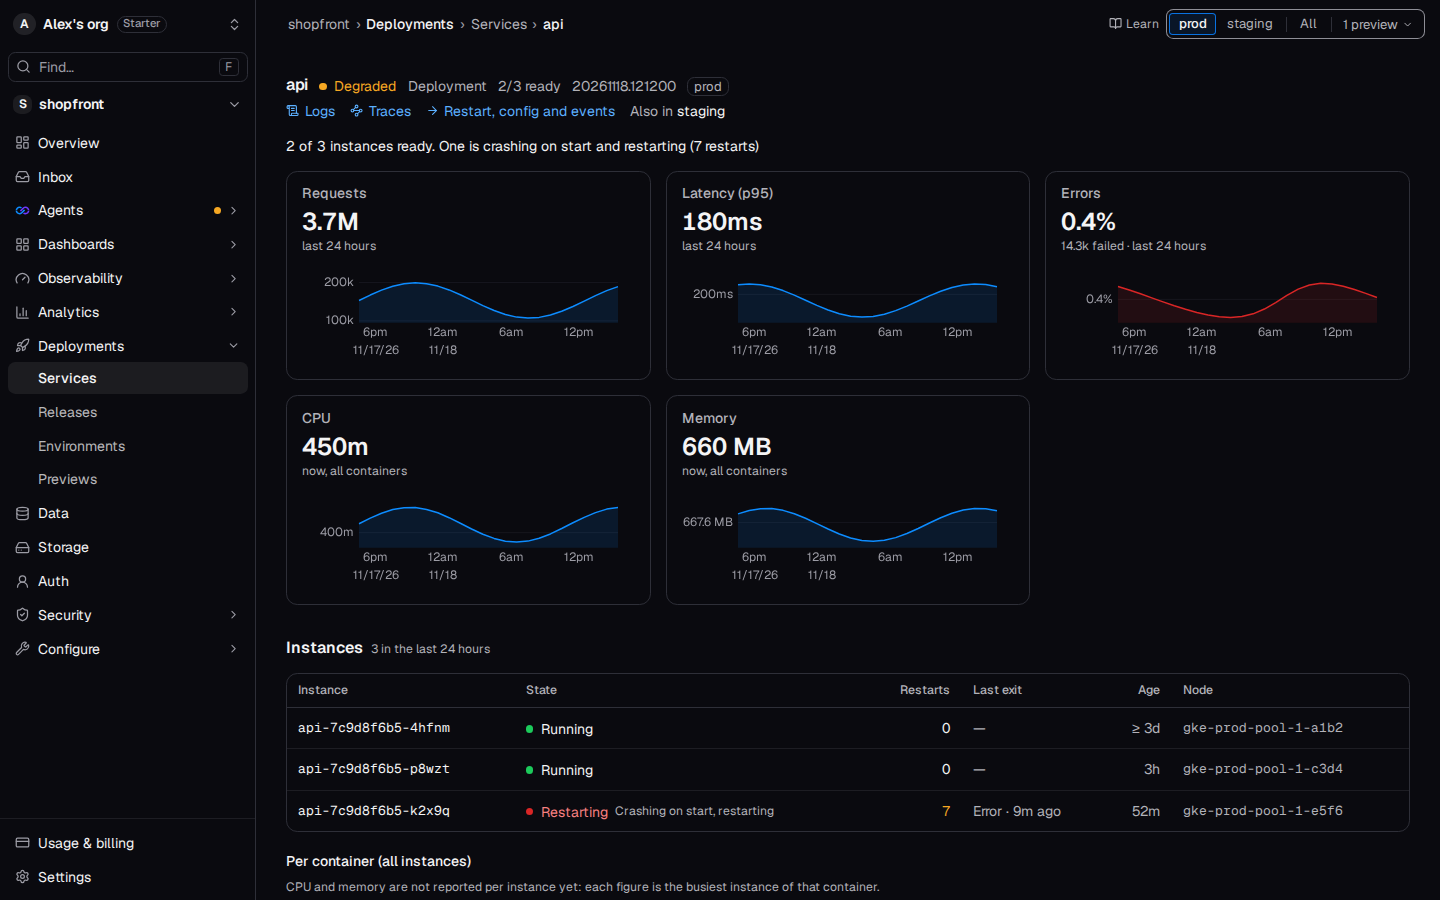 A Alex's org Starter
Find... F
S shopfront
Overview
Inbox
Agents
Dashboards
Observability
Analytics
Deployments
Services
Releases
Environments
Previews
Data
Storage
Auth
Security
Configure
Usage & billing
Settings
shopfront › Deployments › Services › api
Learn prod staging All 1 preview
api Degraded Deployment 2/3 ready 20261118.121200 prod
Logs Traces Restart, config and events Also in staging
2 of 3 instances ready. One is crashing on start and restarting (7 restarts)
Requests
3.7M
last 24 hours
200k
100k
6pm 12am 6am 12pm
11/17/26 11/18
Latency (p95)
180ms
last 24 hours
200ms
6pm 12am 6am 12pm
11/17/26 11/18
Errors
0.4%
14.3k failed · last 24 hours
0.4%
6pm 12am 6am 12pm
11/17/26 11/18
CPU
450m
now, all containers
400m
6pm 12am 6am 12pm
11/17/26 11/18
Memory
660 MB
now, all containers
667.6 MB
6pm 12am 6am 12pm
11/17/26 11/18
Instances 3 in the last 24 hours
Instance State Restarts Last exit Age Node
api-7c9d8f6b5-4hfnm Running 0 — ≥ 3d gke-prod-pool-1-a1b2
api-7c9d8f6b5-p8wzt Running 0 — 3h gke-prod-pool-1-c3d4
api-7c9d8f6b5-k2x9q Restarting Crashing on start, restarting 7 Error · 9m ago 52m gke-prod-pool-1-e5f6
Per container (all instances)
CPU and memory are not reported per instance yet: each figure is the busiest instance of that container.